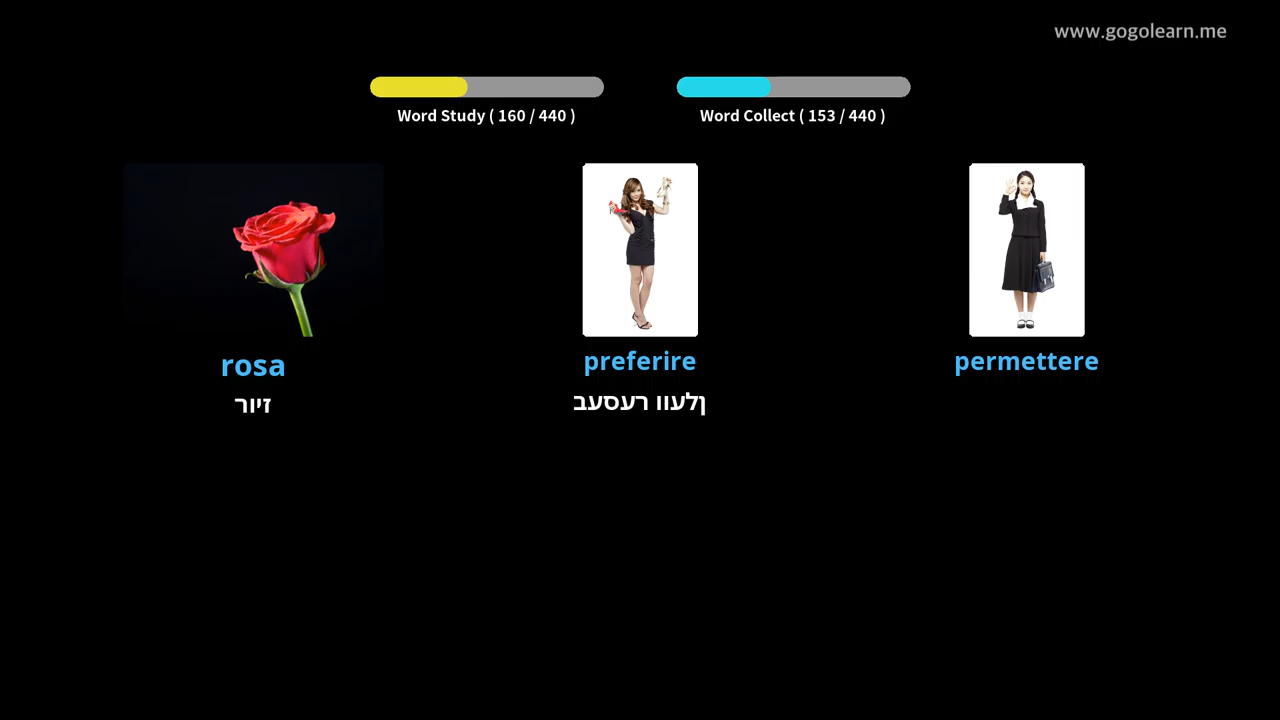 www.gogolearn.me
Word Study ( 160 / 440 )
Word Collect ( 153 / 440 )
rosa
preferire
permettere
זיור
ןלעוו רעסעב